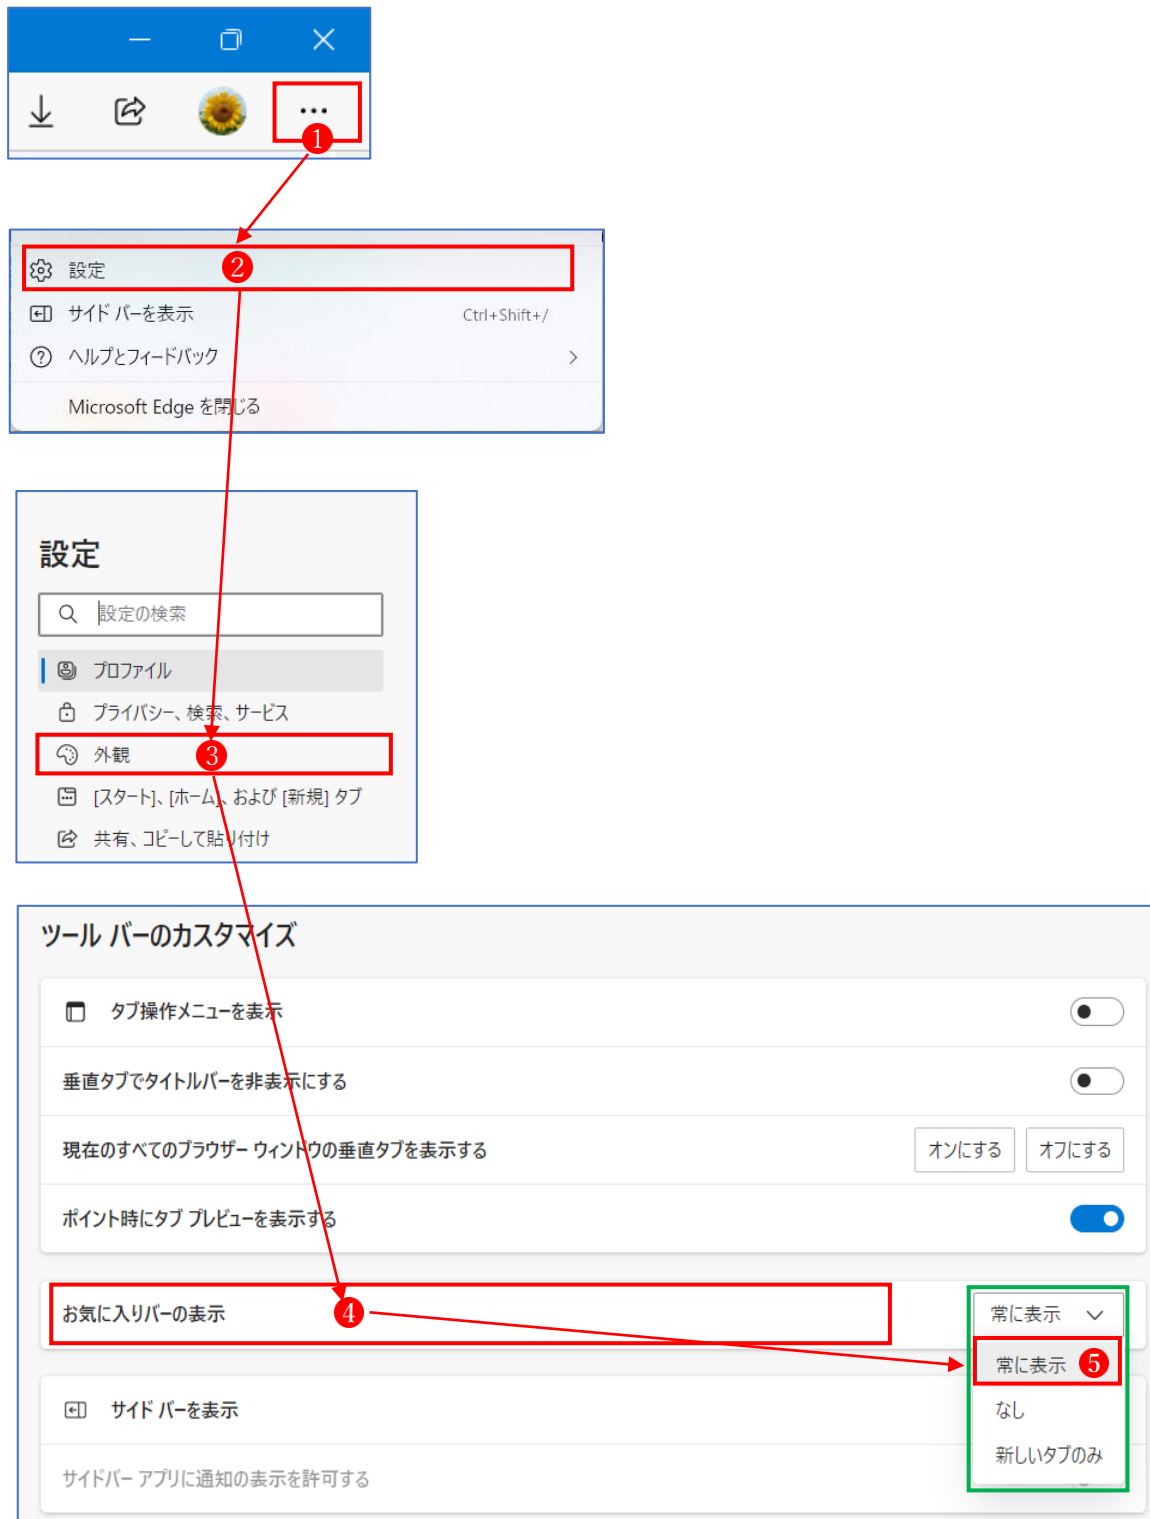 1
設定
2
サイド バーを表示 Ctrl+Shift+/
ヘルプとフィードバック
Microsoft Edge を閉じる
設定
設定の検索
プロファイル
プライバシー、検索、サービス
外観
3
[スタート]、[ホーム]、および [新規] タブ
共有、コピーして貼り付け
ツール バーのカスタマイズ
タブ操作メニューを表示
垂直タブでタイトルバーを非表示にする
現在のすべてのブラウザー ウィンドウの垂直タブを表示する オンにする オフにする
ポイント時にタブ プレビューを表示する
お気に入りバーの表示 4 常に表示
常に表示 5
サイド バーを表示 なし
新しいタブのみ
サイドバー アプリに通知の表示を許可する